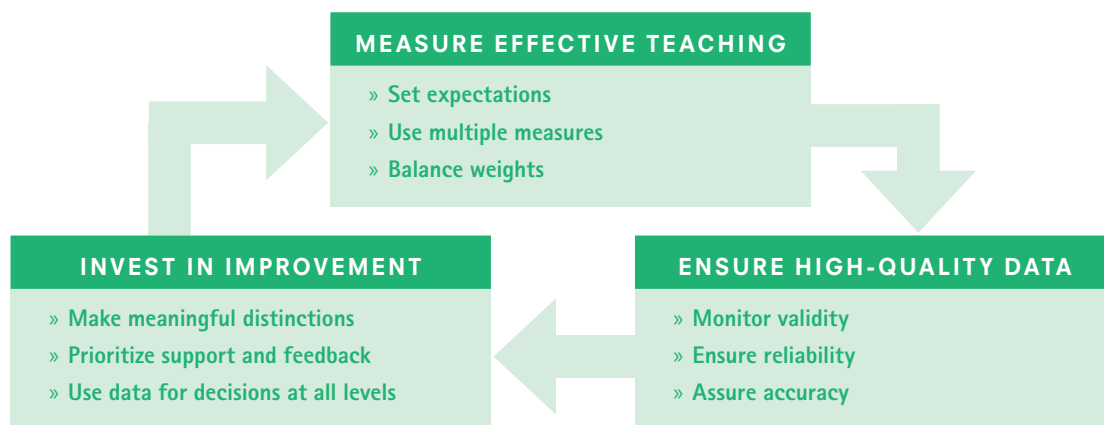 MEASURE EFFECTIVE TEACHING
» Set expectations
» Use multiple measures
» Balance weights
INVEST IN IMPROVEMENT
» Make meaningful distinctions
» Prioritize support and feedback
» Use data for decisions at all levels
ENSURE HIGH-QUALITY DATA
» Monitor validity
» Ensure reliability
» Assure accuracy